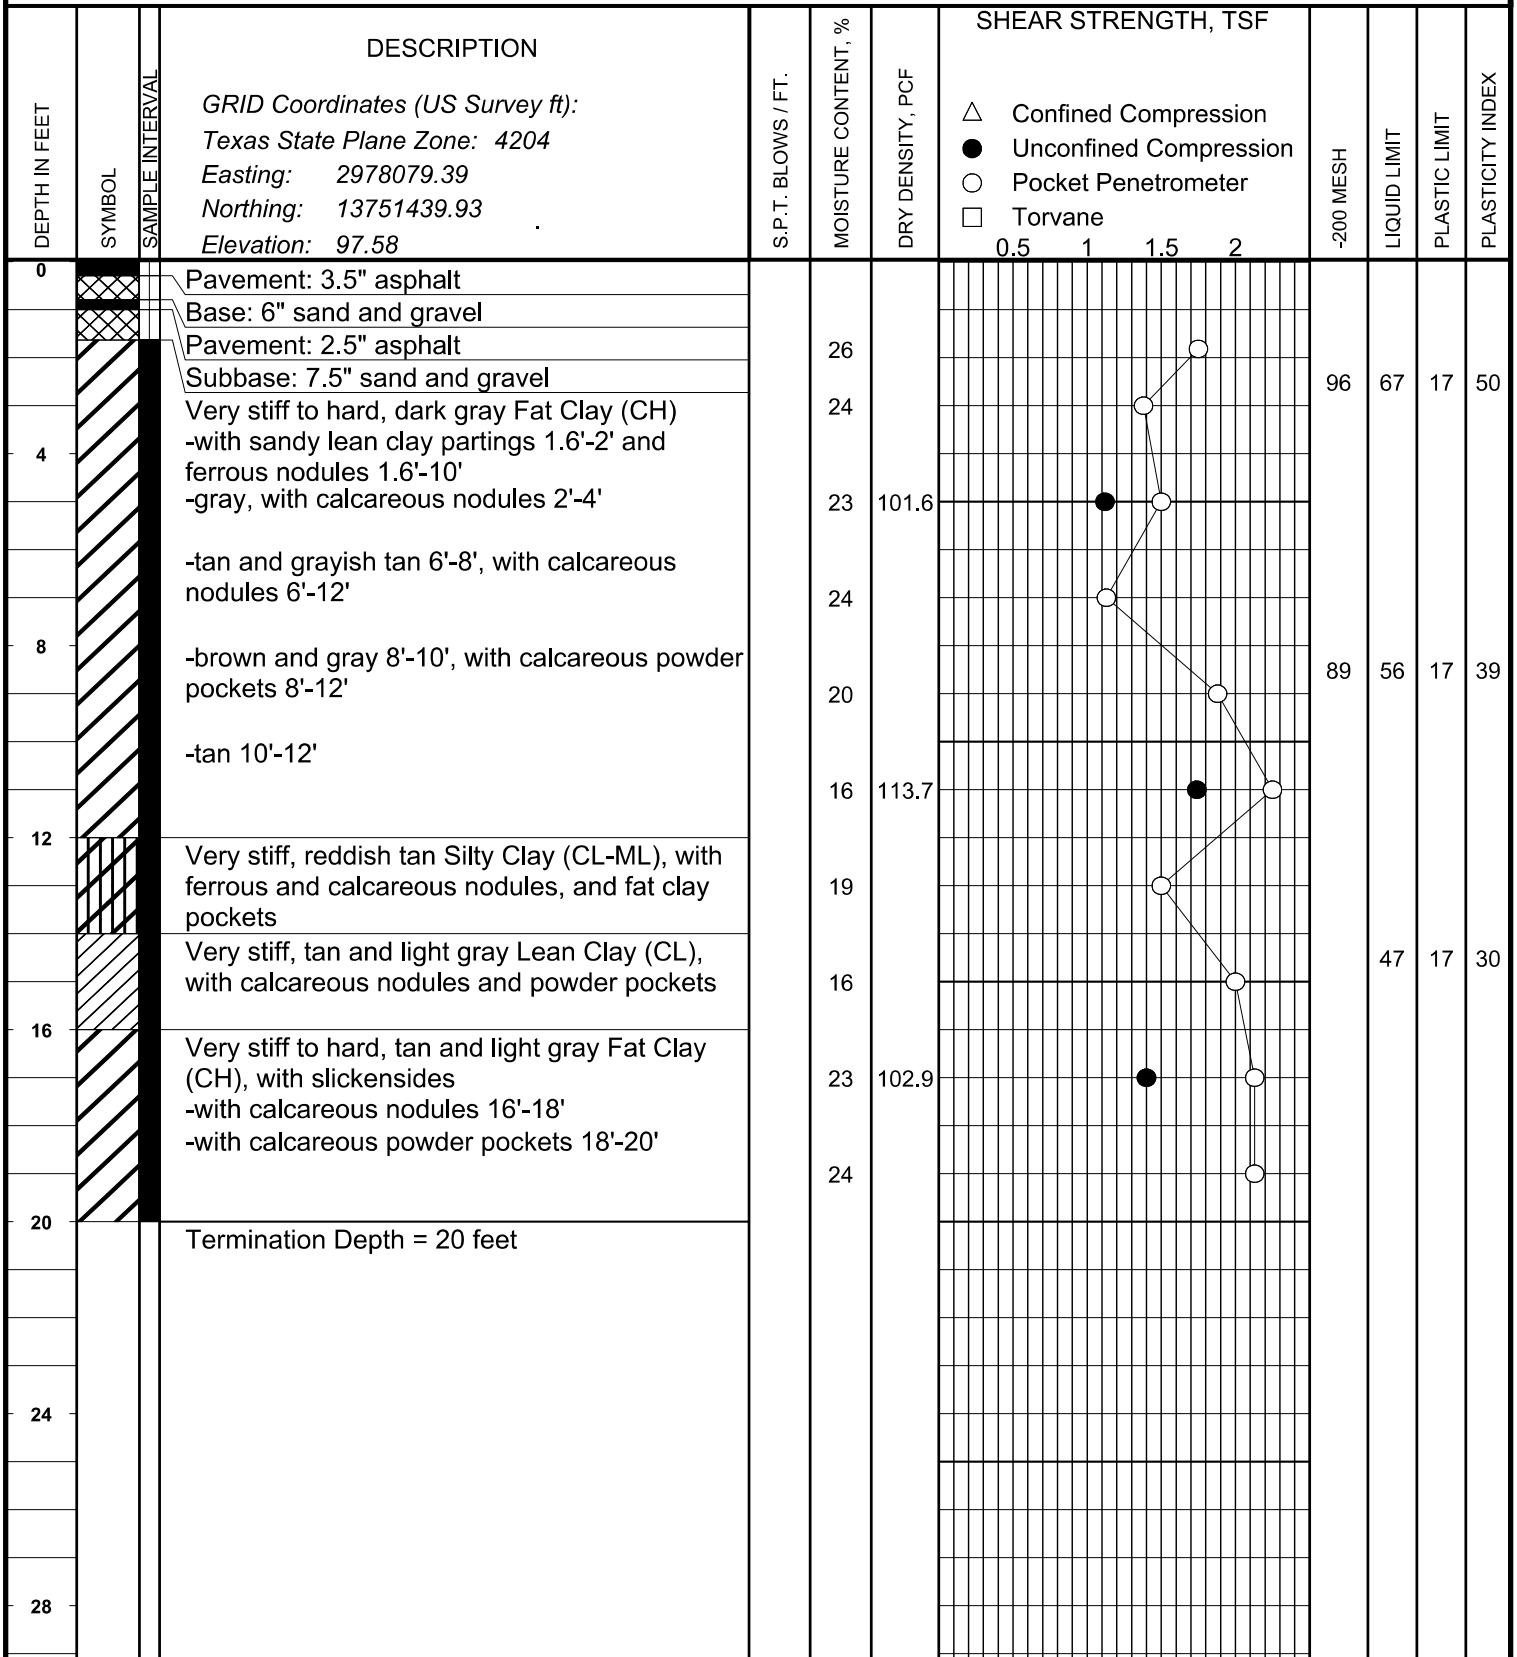 DEPTH IN FEET
SYMBOL
SAMPLE INTERVAL
DESCRIPTION
GRID Coordinates (US Survey ft):
Texas State Plane Zone: 4204
Easting: 2978079.39
Northing: 13751439.93
.
Elevation: 97.58
S.P.T. BLOWS / FT.
MOISTURE CONTENT, %
DRY DENSITY, PCF
SHEAR STRENGTH, TSF
Confined Compression
Unconfined Compression
Pocket Penetrometer
Torvane
0.5 1 1.5 2
-200 MESH
LIQUID LIMIT
PLASTIC LIMIT
PLASTICITY INDEX
0
Pavement: 3.5" asphalt
Base: 6" sand and gravel
Pavement: 2.5" asphalt
26
Subbase: 7.5" sand and gravel
96 67 17 50
Very stiff to hard, dark gray Fat Clay (CH)
24
-with sandy lean clay partings 1.6'-2' and
4
ferrous nodules 1.6'-10'
-gray, with calcareous nodules 2'-4'
23 101.6
-tan and grayish tan 6'-8', with calcareous
nodules 6'-12'
24
8
-brown and gray 8'-10', with calcareous powder
89 56 17 39
pockets 8'-12'
20
-tan 10'-12'
16 113.7
12
Very stiff, reddish tan Silty Clay (CL-ML), with
ferrous and calcareous nodules, and fat clay
19
pockets
Very stiff, tan and light gray Lean Clay (CL),
47 17 30
with calcareous nodules and powder pockets
16
16
Very stiff to hard, tan and light gray Fat Clay
(CH), with slickensides
23 102.9
-with calcareous nodules 16'-18'
-with calcareous powder pockets 18'-20'
24
20
Termination Depth = 20 feet
24
28